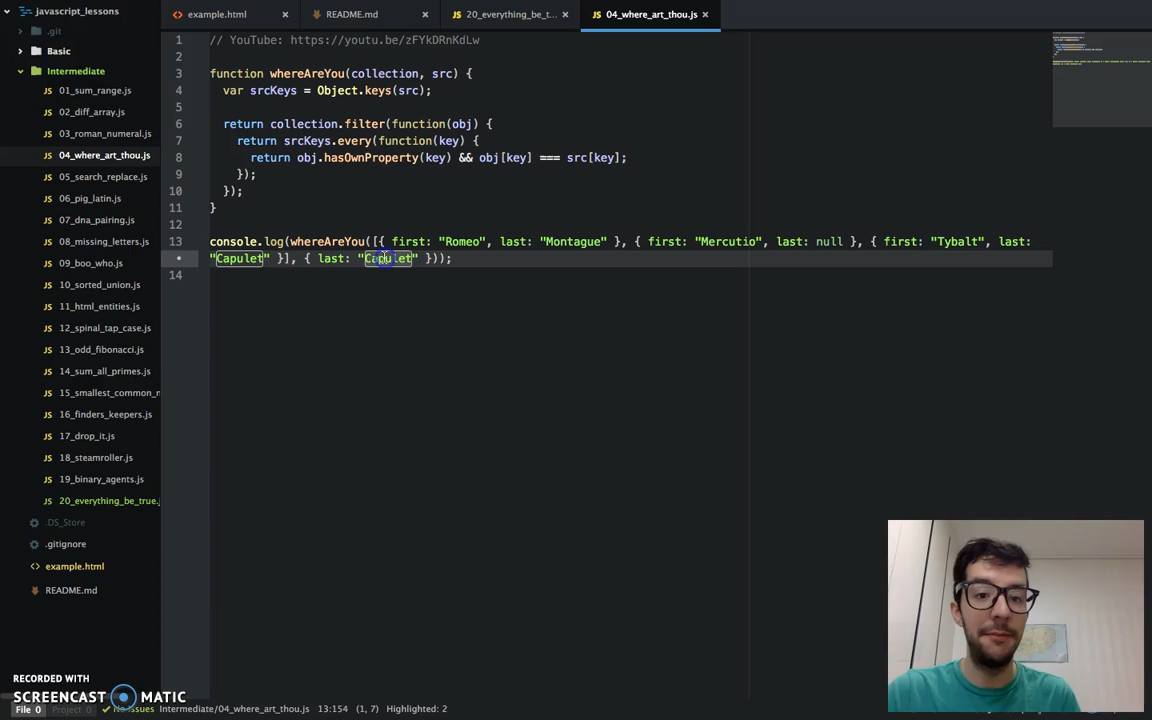 javascript_lessons
.git
Basic
Intermediate
01_sum_range.js
02_diff_array.js
03_roman_numeral.js
04_where_art_thou.js
05_search_replace.js
06_pig_latin.js
07_dna_pairing.js
08_missing_letters.js
09_boo_who.js
10_sorted_union.js
11_html_entities.js
12_spinal_tap_case.js
13_odd_fibonacci.js
14_sum_all_primes.js
15_smallest_common_m
16_finders_keepers.js
17_drop_it.js
18_steamroller.js
19_binary_agents.js
20_everything_be_true.j
.DS_Store
.gitignore
example.html
README.md
example.html
README.md
20_everything_be_t...
04_where_art_thou.js
1 // YouTube: https://youtu.be/zFYkDRnKdLw
2
3 function whereAreYou(collection, src) {
4 var srcKeys = Object.keys(src);
5
6 return collection.filter(function(obj) {
7 return srcKeys.every(function(key) {
8 return obj.hasOwnProperty(key) && obj[key] === src[key];
9 });
10 });
11 }
12
13 console.log(whereAreYou([{ first: "Romeo", last: "Montague" }, { first: "Mercutio", last: null }, { first: "Tybalt", last:
• "Capulet" }], { last: "Capulet" }));
14
RECORDED WITH
SCREENCAST MATIC
File 0 Project 0 No Issues Intermediate/04_where_art_thou.js 13:154 (1, 7) Highlighted: 2